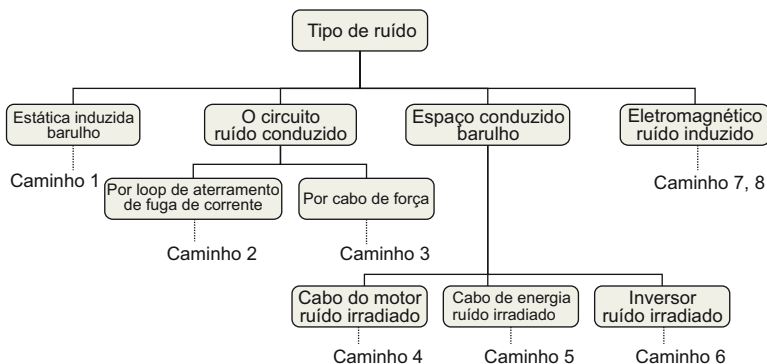 Tipo de ruído
Estática induzida
barulho
O circuito
ruído conduzido
Espaço conduzido
barulho
Eletromagnético
ruído induzido
Caminho 1
Por loop de aterramento
de fuga de corrente
Por cabo de força
Caminho 7, 8
Caminho 2
Caminho 3
Cabo do motor
ruído irradiado
Cabo de energia
ruído irradiado
Inversor
ruído irradiado
Caminho 4
Caminho 5
Caminho 6